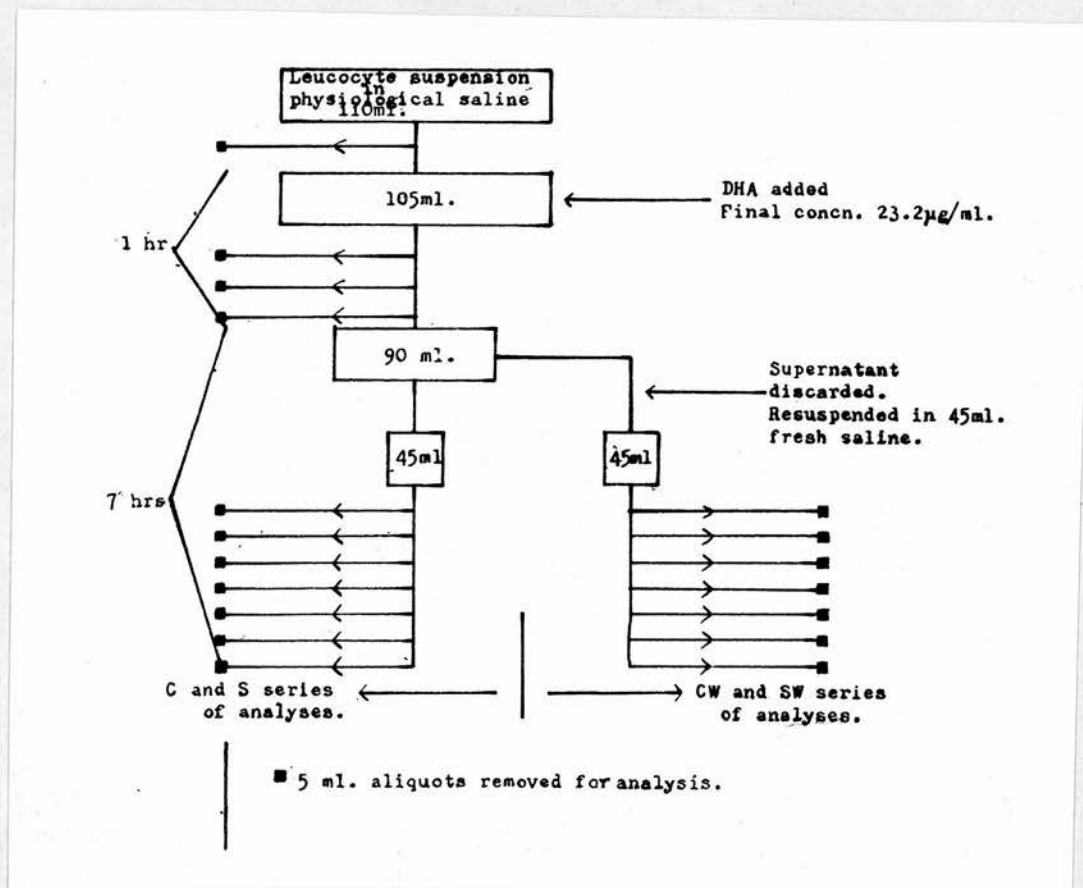 Leucocyte suspension
in
physiological saline
110ml.
105ml.
DHA added
Final concn. 23.2µg/ml.
1 hr
90 ml.
Supernatant
discarded.
Resuspended in 45ml.
fresh saline.
45ml
45ml
7 hrs
C and S series
of analyses.
CW and SW series
of analyses.
5 ml. aliquots removed for analysis.